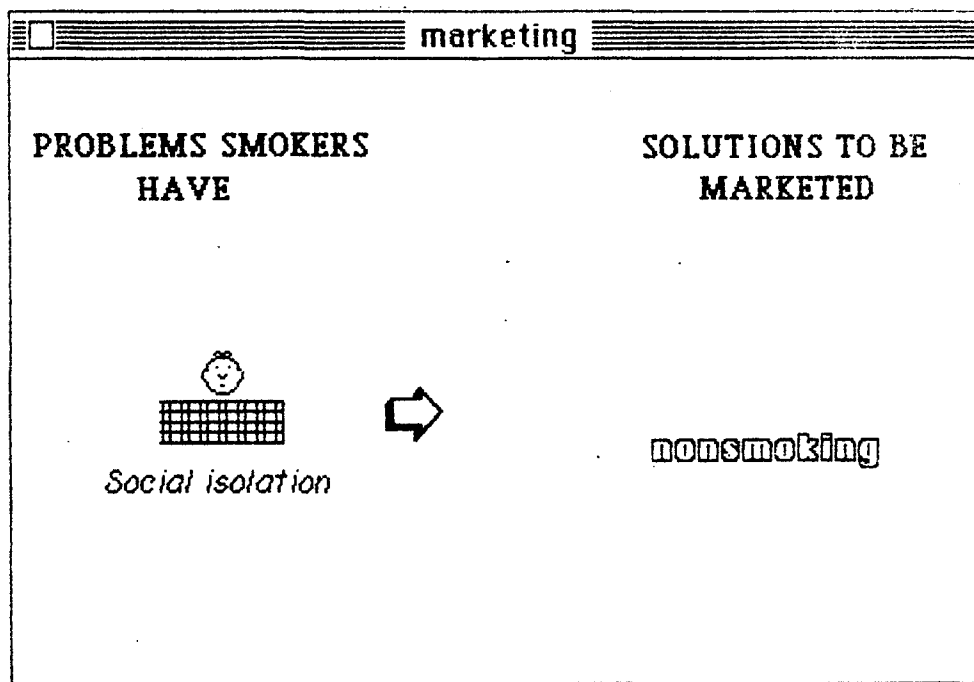 marketing
PROBLEMS SMOKERS
HAVE
SOLUTIONS TO BE
MARKETED
Social isolation
nonsmoking